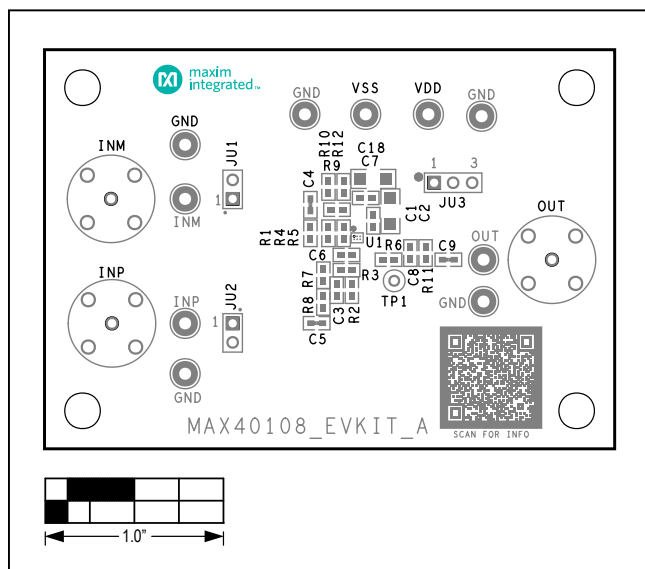 maxim
integrated™
GND
VSS
VDD
GND
GND
INM
JU1
1
INM
R10
R12
C18
C7
R9
C4
1
3
JU3
C1
C2
R1
R4
R5
U1
OUT
C6
R6
C9
OUT
INP
INP
JU2
1
R7
R3
C8
R11
TP1
GND
R8
C3
R2
C5
GND
MAX40108_EVKIT_A
SCAN FOR INFO
1.0”